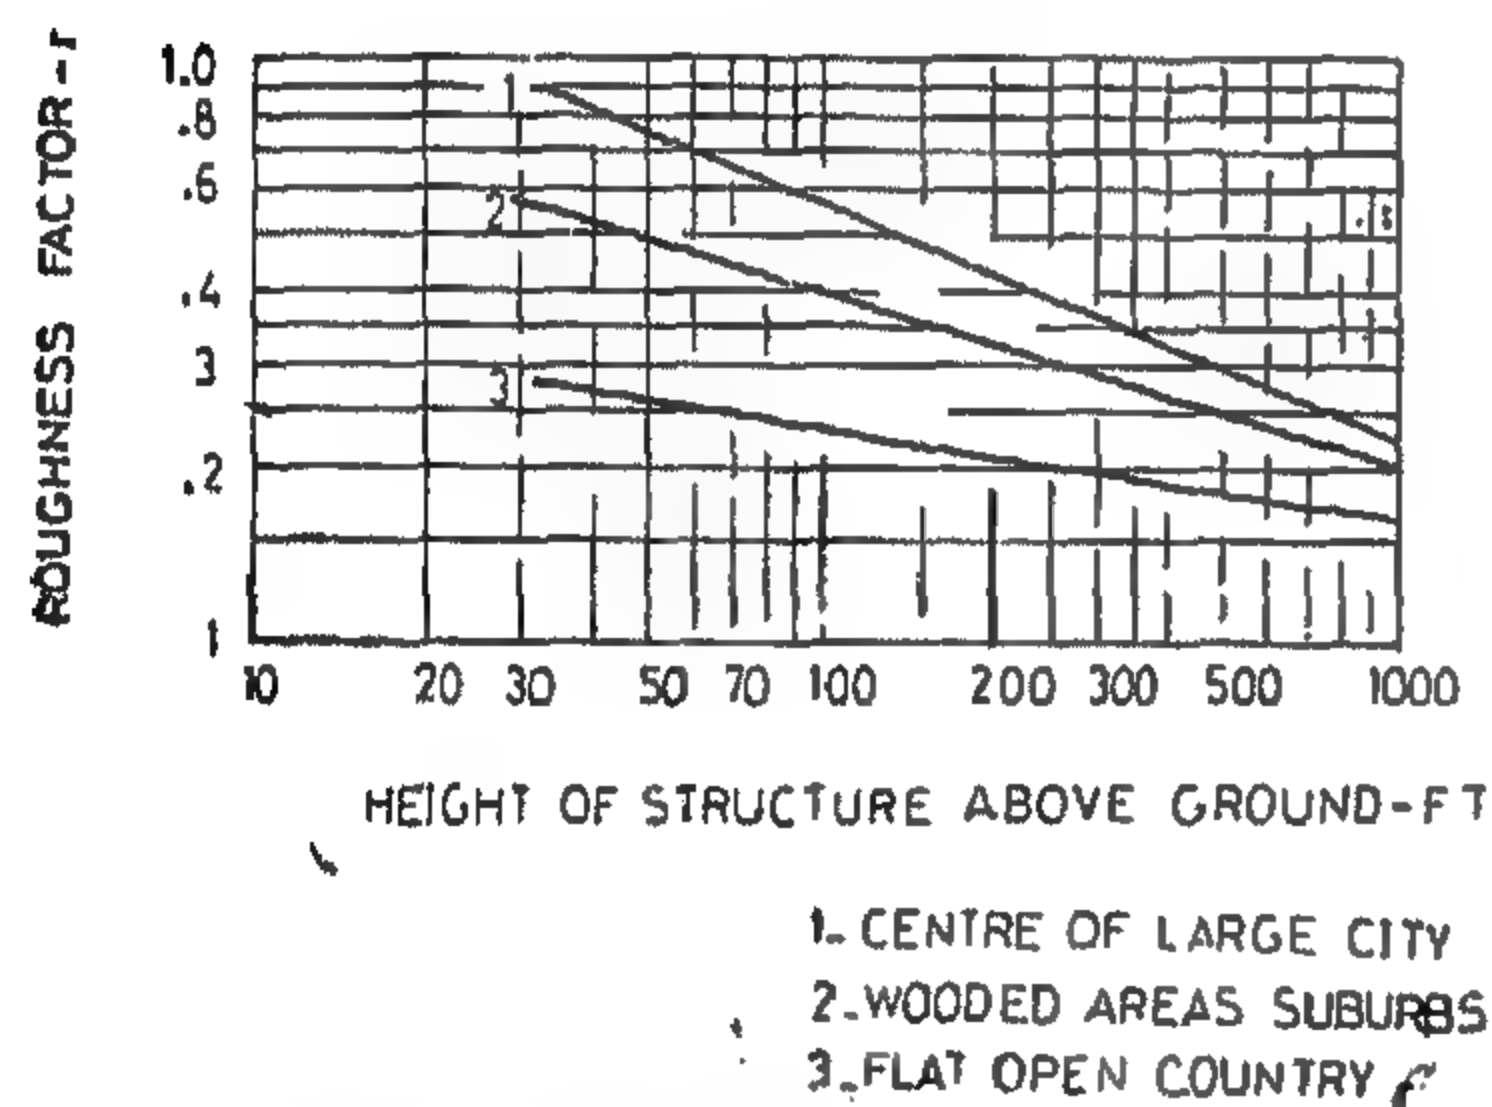 ROUGHNESS FACTOR-r
1.0
.8
.6
.4
3
.2
1
1
2
3
10 20 30 50 70 100 200 300 500 1000
HEIGHT OF STRUCTURE ABOVE GROUND-FT
1- CENTRE OF LARGE CITY
2-WOODED AREAS SUBURBS
3-FLAT OPEN COUNTRY